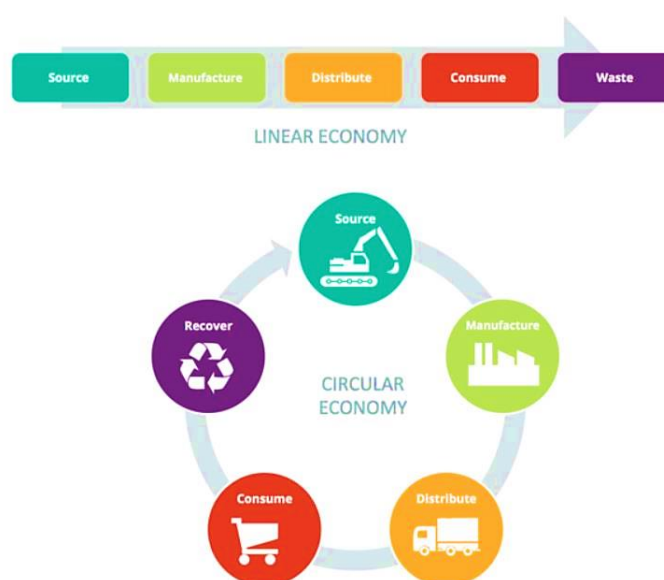 Source Manufacture Distribute Consume Waste
LINEAR ECONOMY
Source
Recover
Manufacture
CIRCULAR
ECONOMY
Consume
Distribute